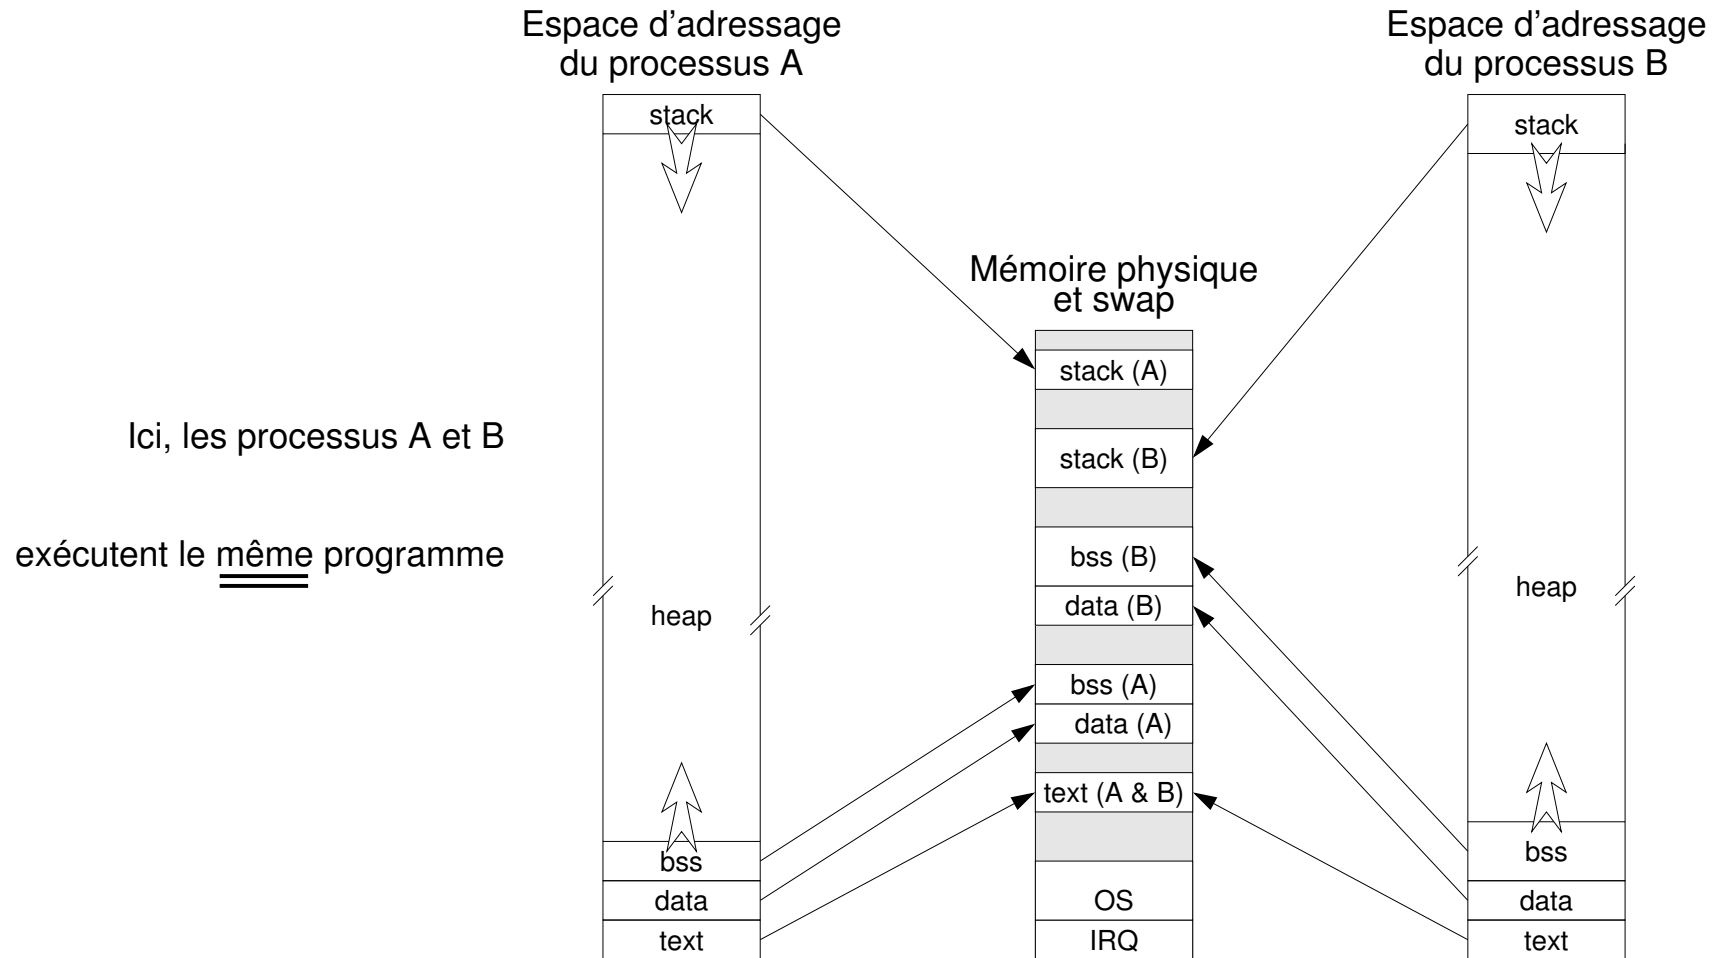 Espace d'adressage
du processus A
Espace d'adressage
du processus B
stack
stack
Mémoire physique
et swap
stack (A)
Ici, les processus A et B
stack (B)
exécutent le même programme
bss (B)
heap
data (B)
heap
bss (A)
data (A)
text (A & B)
bss
bss
data
OS
data
text
IRQ
text